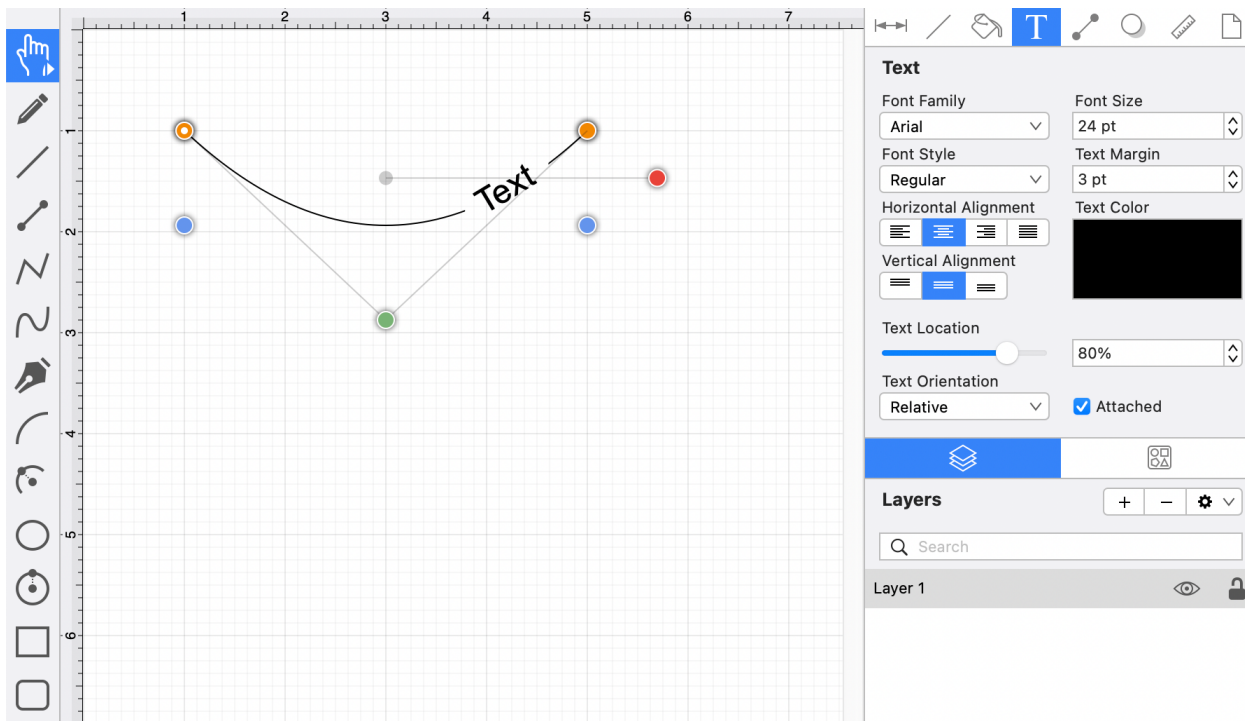 1 2 3 4 5 6 7
T
Text
Font Family Font Size
Arial 24 pt
Font Style Text Margin
Regular 3 pt
Horizontal Alignment Text Color
Vertical Alignment
Text Location
80%
Text Orientation
Relative Attached
Layers + −
Search
Layer 1
1
Text
2
3
4
5
6